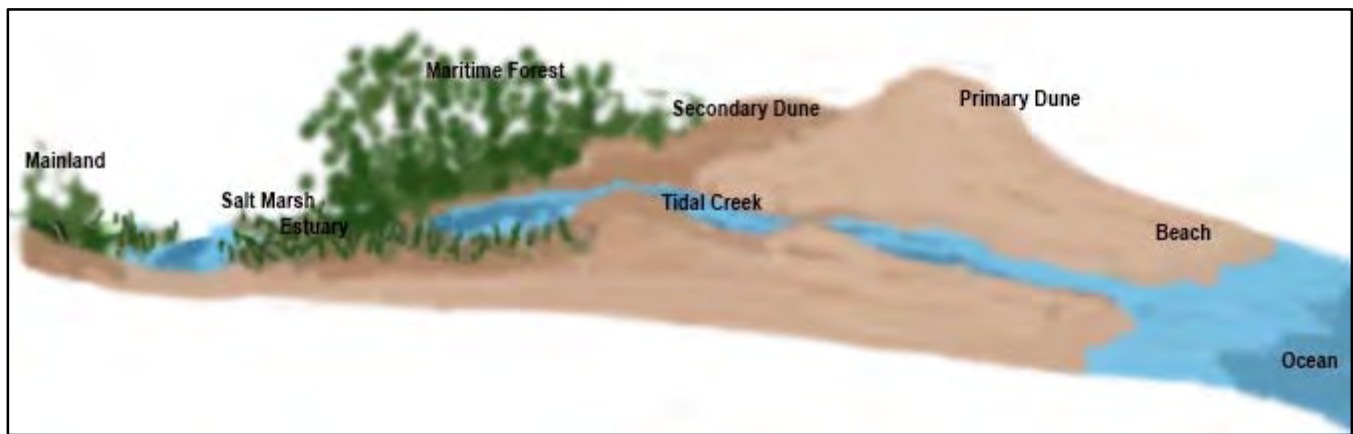 Maritime Forest
Primary Dune
Secondary Dune
Mainland
Salt Marsh
Tidal Creek
Estuary
Beach
Ocean